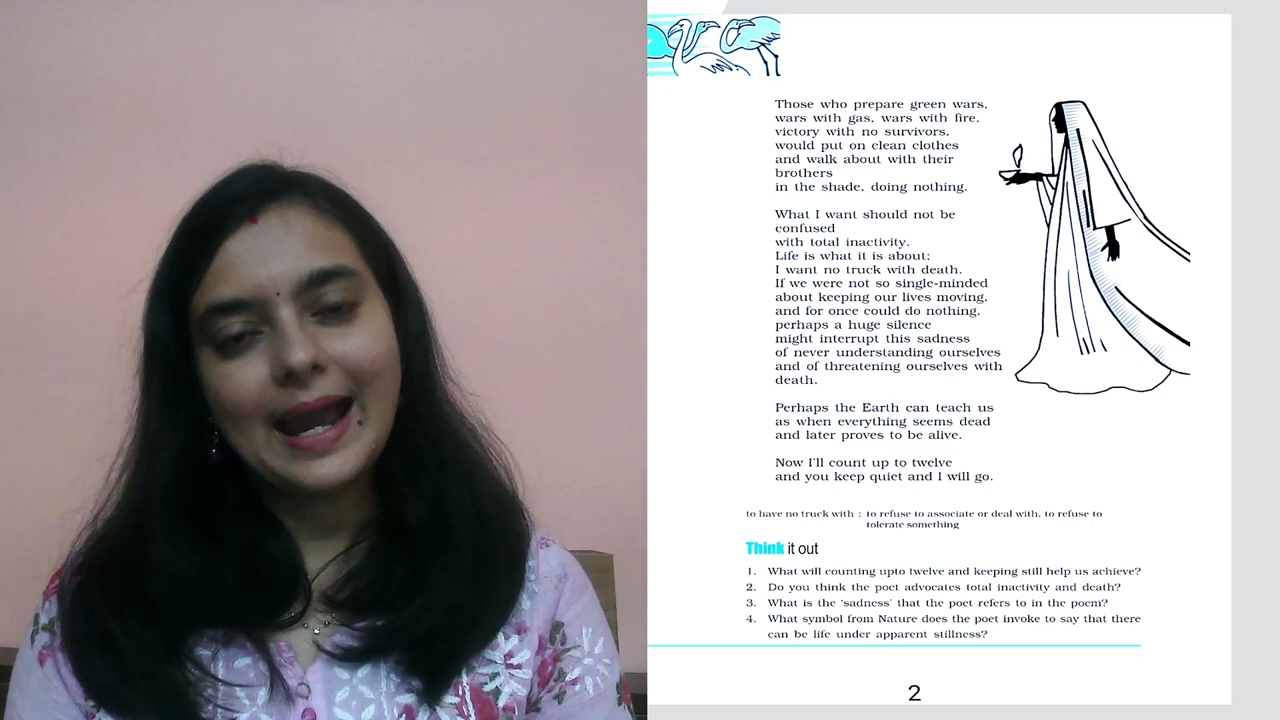 Those who prepare green wars,
wars with gas, wars with fire,
victory with no survivors,
would put on clean clothes
and walk about with their
brothers
in the shade, doing nothing.
What I want should not be
confused
with total inactivity.
Life is what it is about;
I want no truck with death.
If we were not so single-minded
about keeping our lives moving,
and for once could do nothing,
perhaps a huge silence
might interrupt this sadness
of never understanding ourselves
and of threatening ourselves with
death.
Perhaps the Earth can teach us
as when everything seems dead
and later proves to be alive.
Now I'll count up to twelve
and you keep quiet and I will go.
to have no truck with : to refuse to associate or deal with, to refuse to
tolerate something
Think it out
1. What will counting upto twelve and keeping still help us achieve?
2. Do you think the poet advocates total inactivity and death?
3. What is the 'sadness' that the poet refers to in the poem?
4. What symbol from Nature does the poet invoke to say that there
can be life under apparent stillness?
2